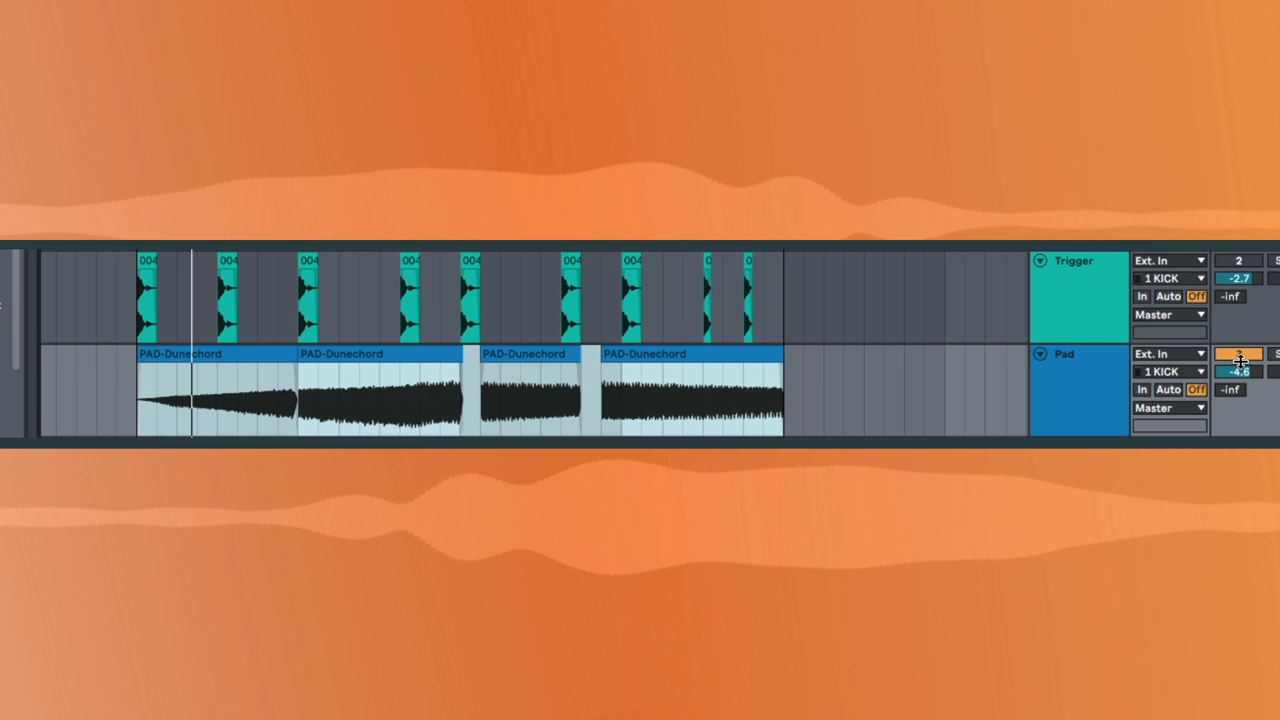 004 004 004 004 004 004 004 0 0
Trigger
Ext. In
2
S
1 KICK
-2.7
In Auto Off
-inf
Master
PAD-Dunechord PAD-Dunechord PAD-Dunechord PAD-Dunechord
Pad
Ext. In
S
1 KICK
-4.6
In Auto Off
-inf
Master